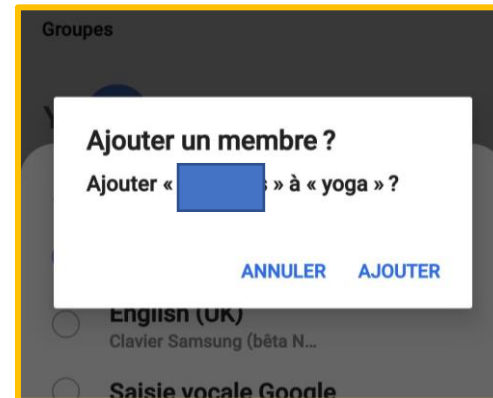 Groupes
Ajouter un membre ?
Ajouter « » à « yoga » ?
ANNULER AJOUTER
English (UK)
Clavier Samsung (bêta N...
Saisie vocale Google